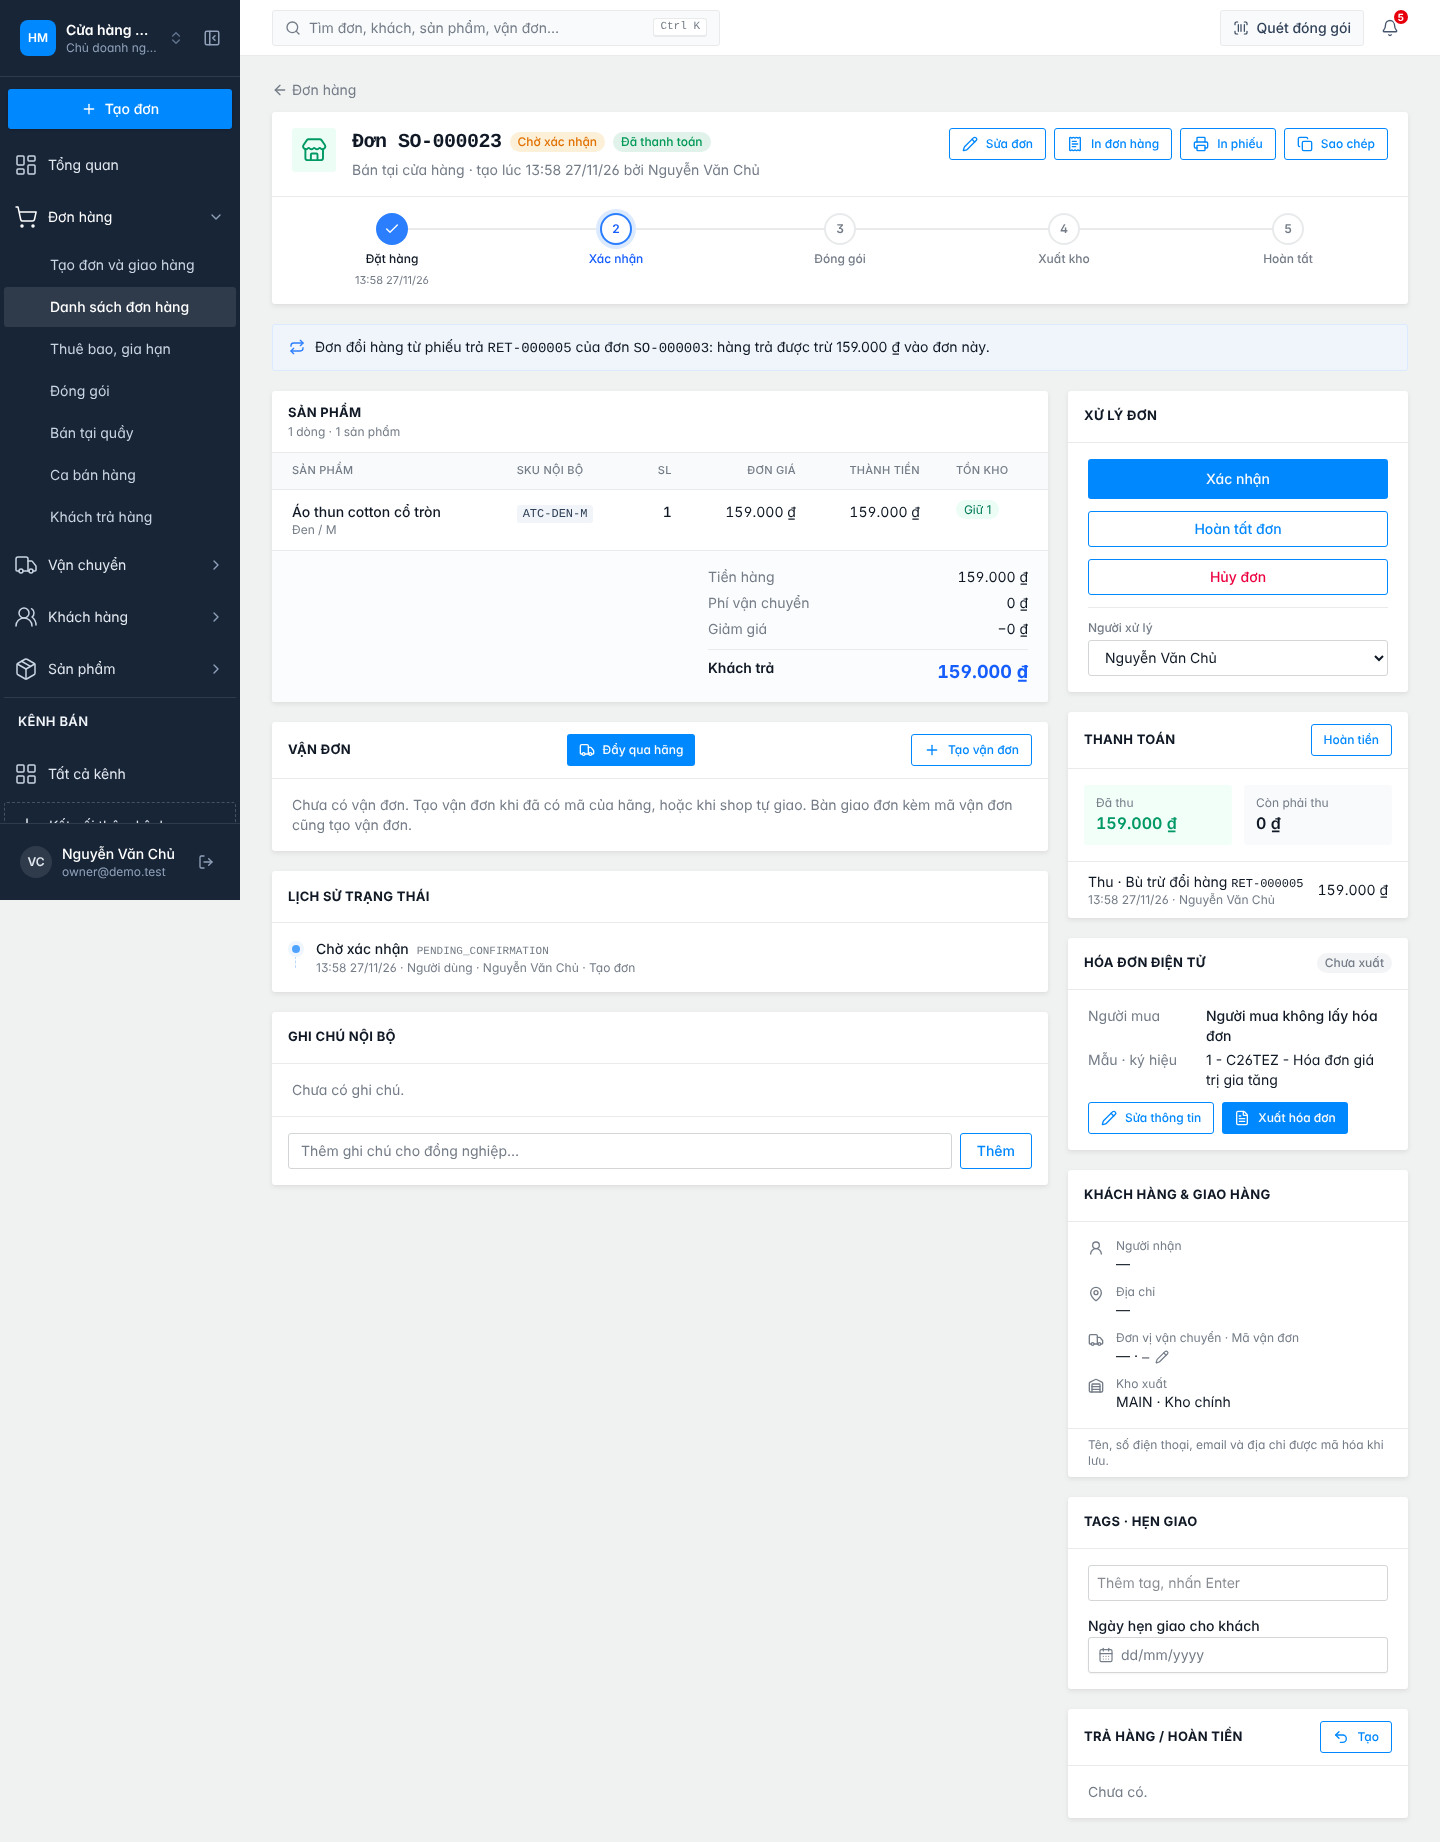 HM
Cửa hàng ...
Chủ doanh ng...
Tạo đơn
Tổng quan
Đơn hàng
Tạo đơn và giao hàng
Danh sách đơn hàng
Thuê bao, gia hạn
Đóng gói
Bán tại quầy
Ca bán hàng
Khách trả hàng
Vận chuyển
Khách hàng
Sản phẩm
KÊNH BÁN
Tất cả kênh
VC
Nguyễn Văn Chủ
owner@demo.test
Tìm đơn, khách, sản phẩm, vận đơn...
Ctrl K
Quét đóng gói
5
Đơn hàng
Đơn SO-000023
Chờ xác nhận
Đã thanh toán
Bán tại cửa hàng · tạo lúc 13:58 27/11/26 bởi Nguyễn Văn Chủ
Sửa đơn
In đơn hàng
In phiếu
Sao chép
2
3
4
5
Đặt hàng
Xác nhận
Đóng gói
Xuất kho
Hoàn tất
13:58 27/11/26
Đơn đổi hàng từ phiếu trả RET-000005 của đơn SO-000003: hàng trả được trừ 159.000 ₫ vào đơn này.
SẢN PHẨM
1 dòng · 1 sản phẩm
SẢN PHẨM
SKU NỘI BỘ
SL
ĐƠN GIÁ
THÀNH TIỀN
TỒN KHO
Áo thun cotton cổ tròn
Đen / M
ATC-DEN-M
1
159.000 ₫
159.000 ₫
Giữ 1
Tiền hàng
159.000 ₫
Phí vận chuyển
0 ₫
Giảm giá
−0 ₫
Khách trả
159.000 ₫
VẬN ĐƠN
Đẩy qua hãng
Tạo vận đơn
Chưa có vận đơn. Tạo vận đơn khi đã có mã của hãng, hoặc khi shop tự giao. Bàn giao đơn kèm mã vận đơn
cũng tạo vận đơn.
LỊCH SỬ TRẠNG THÁI
Chờ xác nhận PENDING_CONFIRMATION
13:58 27/11/26 · Người dùng · Nguyễn Văn Chủ · Tạo đơn
GHI CHÚ NỘI BỘ
Chưa có ghi chú.
Thêm ghi chú cho đồng nghiệp...
Thêm
XỬ LÝ ĐƠN
Xác nhận
Hoàn tất đơn
Hủy đơn
Người xử lý
Nguyễn Văn Chủ
THANH TOÁN
Hoàn tiền
Đã thu
159.000 ₫
Còn phải thu
0 ₫
Thu · Bù trừ đổi hàng RET-000005
13:58 27/11/26 · Nguyễn Văn Chủ
159.000 ₫
HÓA ĐƠN ĐIỆN TỬ
Chưa xuất
Người mua
Người mua không lấy hóa
đơn
Mẫu · ký hiệu
1 - C26TEZ - Hóa đơn giá
trị gia tăng
Sửa thông tin
Xuất hóa đơn
KHÁCH HÀNG & GIAO HÀNG
Người nhận
—
Địa chỉ
—
Đơn vị vận chuyển · Mã vận đơn
— · –
Kho xuất
MAIN · Kho chính
Tên, số điện thoại, email và địa chỉ được mã hóa khi
lưu.
TAGS · HẸN GIAO
Thêm tag, nhấn Enter
Ngày hẹn giao cho khách
dd/mm/yyyy
TRẢ HÀNG / HOÀN TIỀN
Tạo
Chưa có.